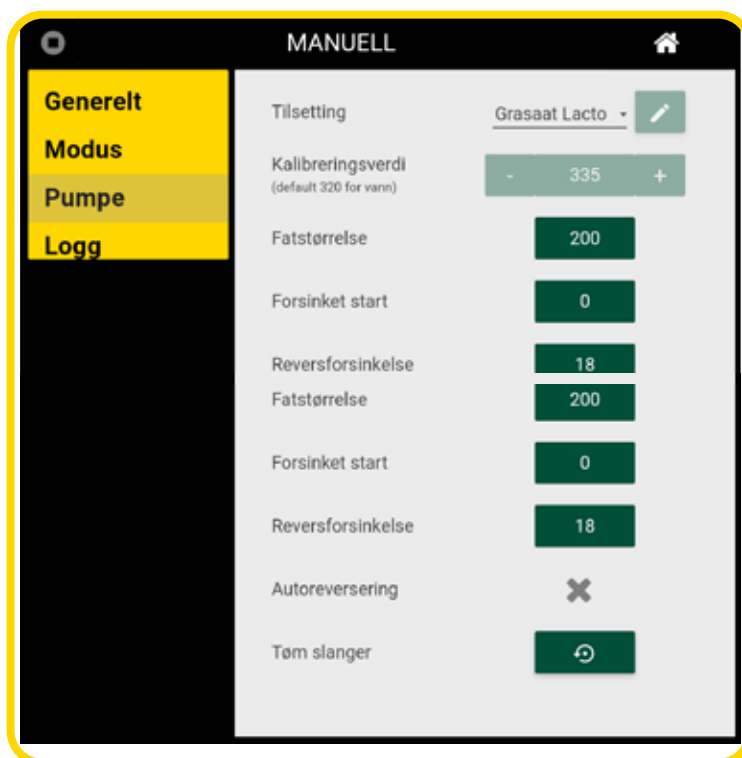 MANUELL
Generelt
Modus
Pumpe
Logg
Tilsetting Grasaat Lacto
Kalibreringsverdi - 335 +
(default 320 for vann)
Fatstørrelse 200
Forsinket start 0
Reversforsinkelse 18
Fatstørrelse 200
Forsinket start 0
Reversforsinkelse 18
Autoreversering
Tøm slanger